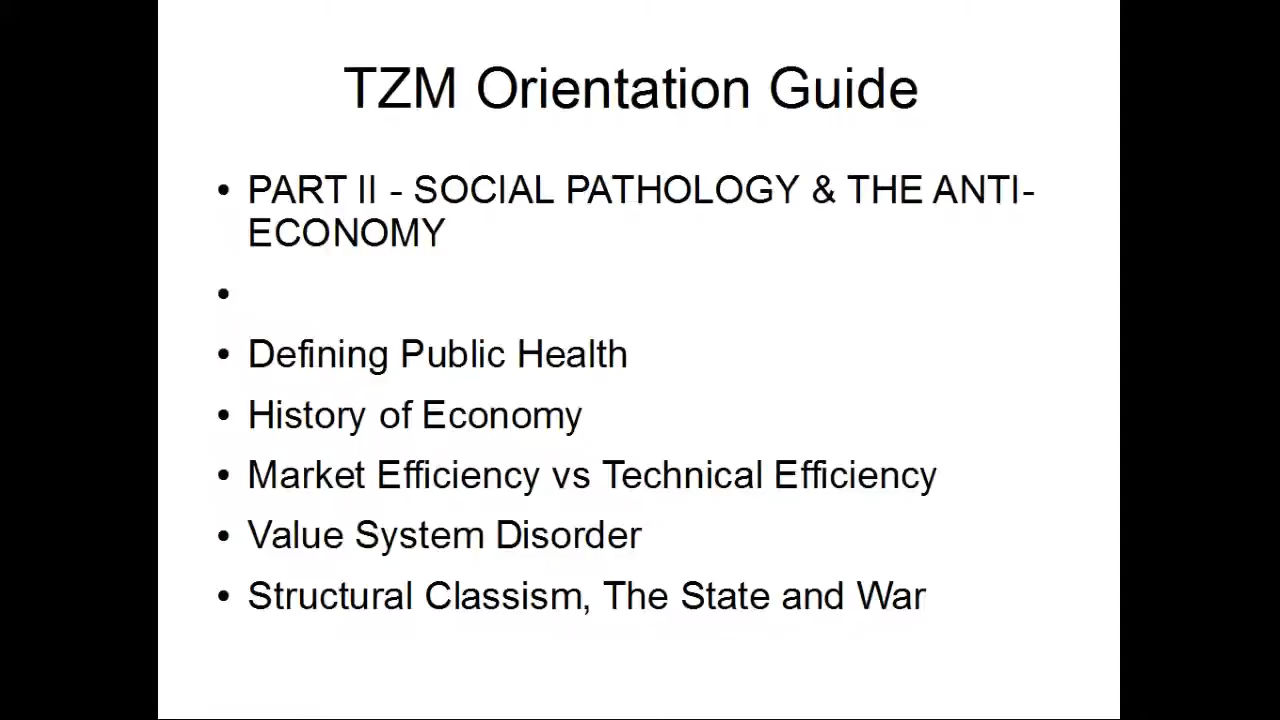 TZM Orientation Guide
• PART II - SOCIAL PATHOLOGY & THE ANTI-
ECONOMY
•
• Defining Public Health
• History of Economy
• Market Efficiency vs Technical Efficiency
• Value System Disorder
• Structural Classism, The State and War